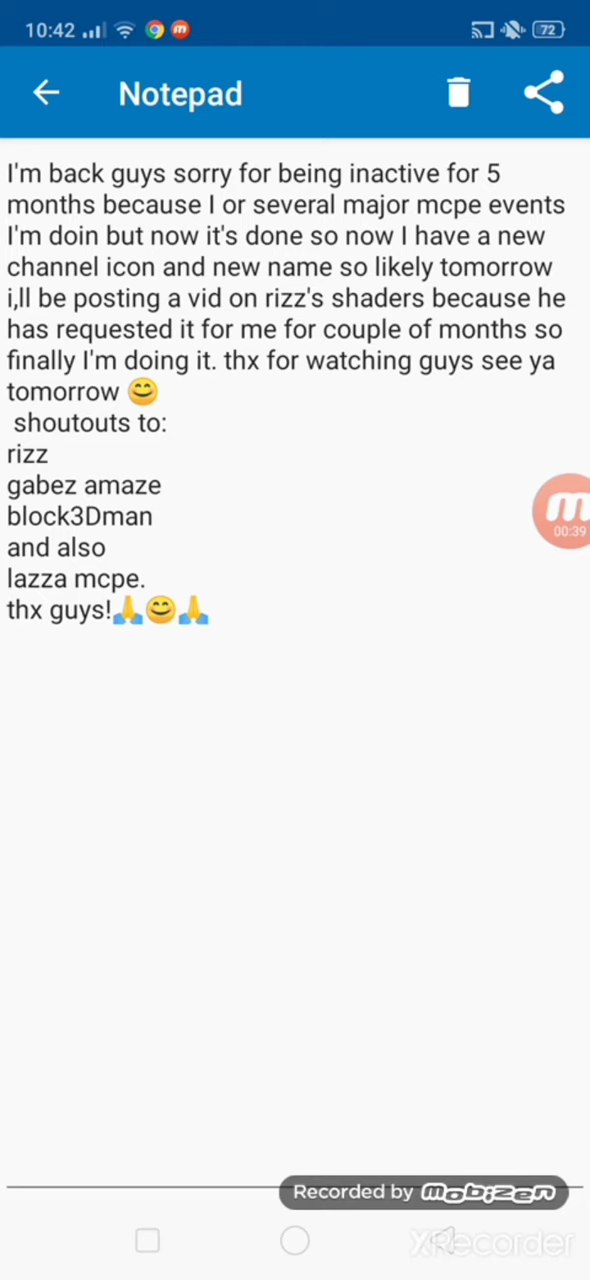 10:42
72
Notepad
I'm back guys sorry for being inactive for 5
months because I or several major mcpe events
I'm doin but now it's done so now I have a new
channel icon and new name so likely tomorrow
i,ll be posting a vid on rizz's shaders because he
has requested it for me for couple of months so
finally I'm doing it. thx for watching guys see ya
tomorrow 😊
shoutouts to:
rizz
gabez amaze
block3Dman
and also
lazza mcpe.
thx guys!🙏😊🙏
00:39
Recorded by mobizen
XRecorder